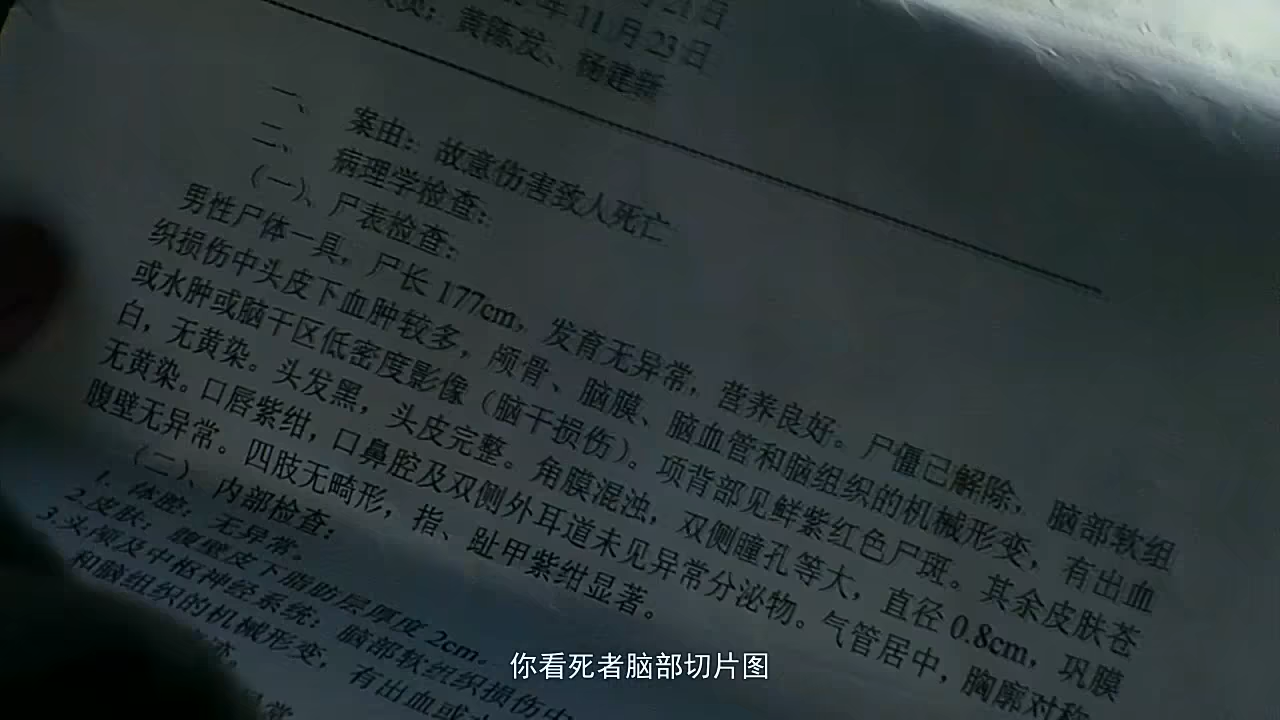 月21日
年11月23日
黄陈发、杨建新
一、 案由：故意伤害致人死亡
二、 病理学检查：
（一）、尸表检查：
男性尸体一具，尸长177cm，发育无异常，营养良好。尸僵已解除，脑部软组
织损伤中头皮下血肿较多，颅骨、脑膜、脑血管和脑组织的机械形变，有出血
或水肿或脑干区低密度影像（脑干损伤）。项背部见鲜紫红色尸斑。其余皮肤苍
白，无黄染。头发黑，头皮完整。角膜混浊，双侧瞳孔等大，直径0.8cm，巩膜
无黄染。口唇紫绀，口鼻腔及双侧外耳道未见异常分泌物。气管居中，胸廓对称
腹壁无异常。四肢无畸形，指、趾甲紫绀显著。
（二）、内部检查：
1. 体腔：无异常。
2.皮肤：腹壁皮下脂肪层厚度2cm。
3.头颅及中枢神经系统：脑部软组织损伤中
和脑组织的机械形变，有出血或水
异常
你看死者脑部切片图